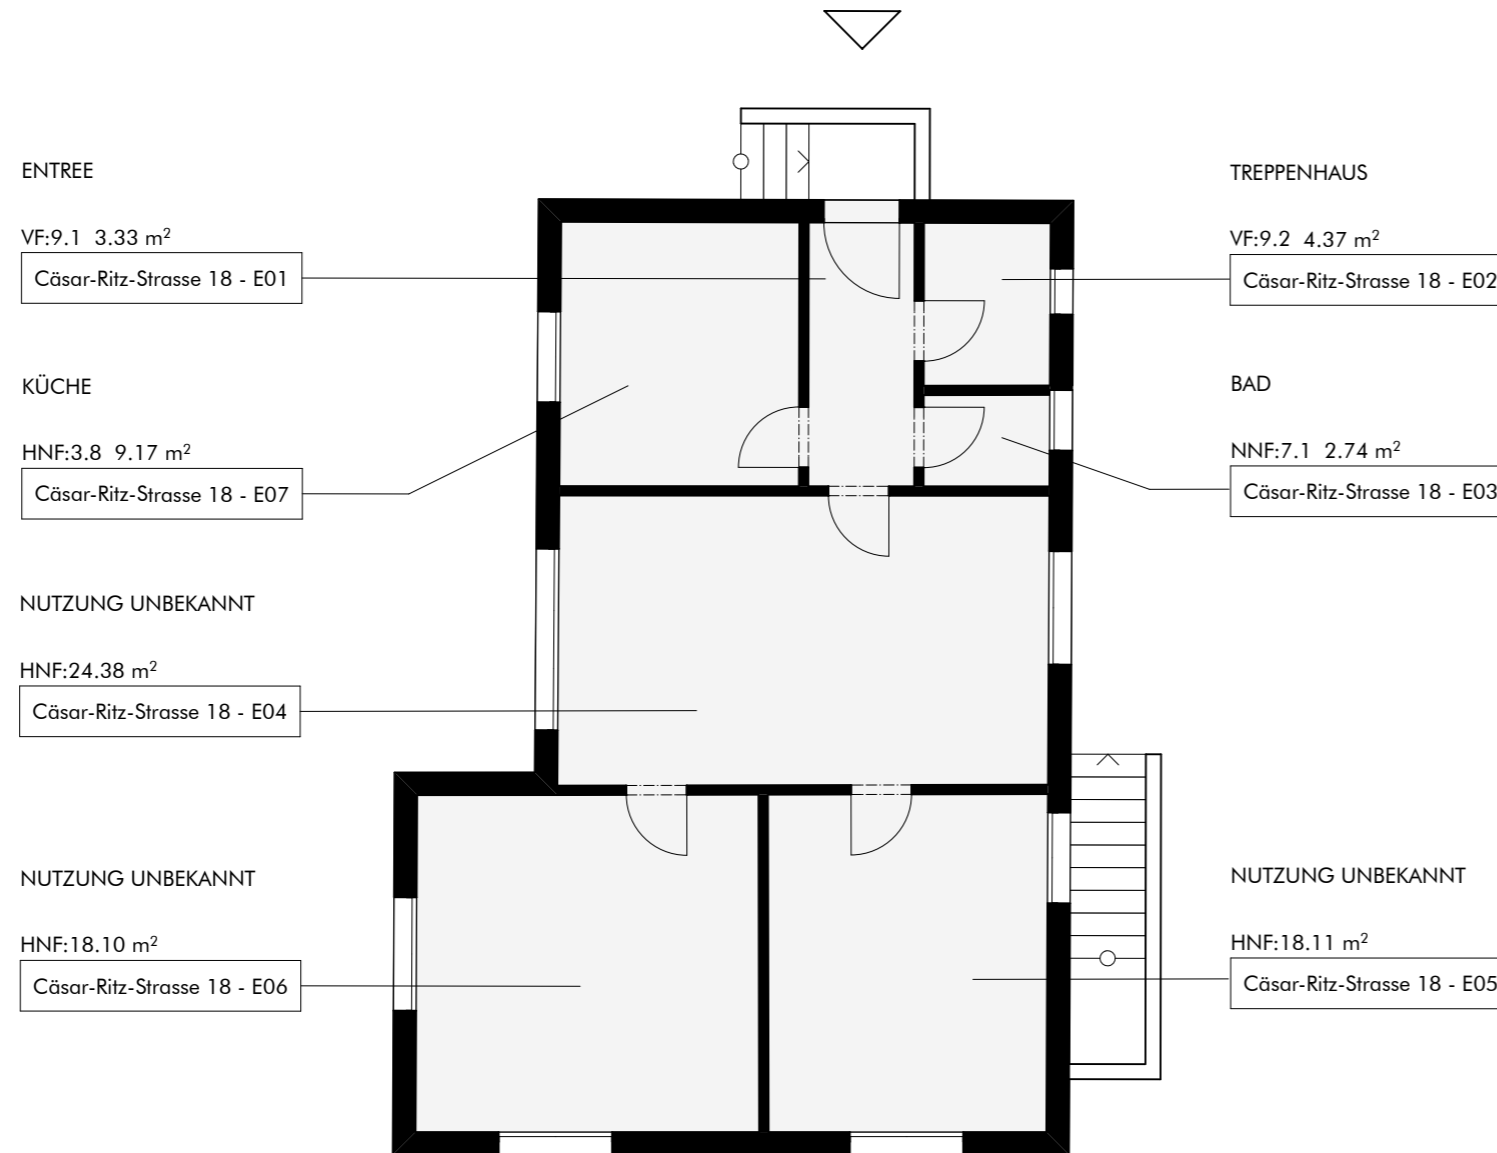 ENTREE
VF:9.1 3.33 m²
Cäsar-Ritz-Strasse 18 - E01
KÜCHE
HNF:3.8 9.17 m²
Cäsar-Ritz-Strasse 18 - E07
NUTZUNG UNBEKANNT
HNF:24.38 m²
Cäsar-Ritz-Strasse 18 - E04
NUTZUNG UNBEKANNT
HNF:18.10 m²
Cäsar-Ritz-Strasse 18 - E06
TREPPENHAUS
VF:9.2 4.37 m²
Cäsar-Ritz-Strasse 18 - E02
BAD
NNF:7.1 2.74 m²
Cäsar-Ritz-Strasse 18 - E03
NUTZUNG UNBEKANNT
HNF:18.11 m²
Cäsar-Ritz-Strasse 18 - E05